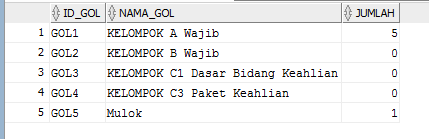 ID_GOL NAMA_GOL JUMLAH
1 GOL1 KELOMPOK A Wajib 5
2 GOL2 KELOMPOK B Wajib 0
3 GOL3 KELOMPOK C1 Dasar Bidang Keahlian 0
4 GOL4 KELOMPOK C3 Paket Keahlian 0
5 GOL5 Mulok 1